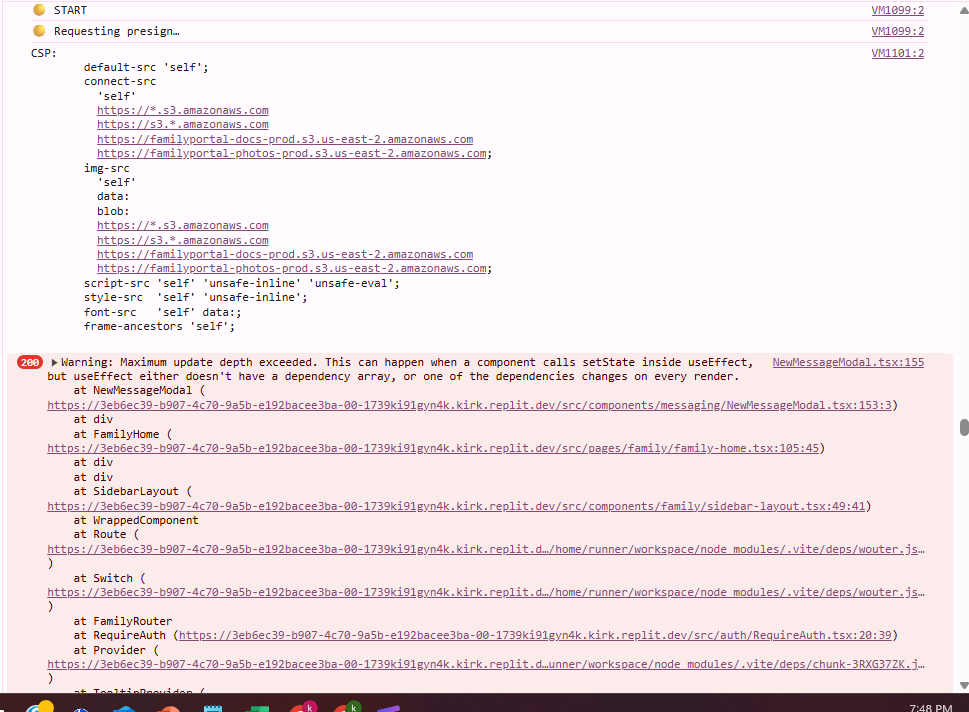 START VM1099:2
Requesting presign… VM1099:2
CSP: VM1101:2
default-src 'self';
connect-src
'self'
https://*.s3.amazonaws.com
https://s3.*.amazonaws.com
https://familyportal-docs-prod.s3.us-east-2.amazonaws.com
https://familyportal-photos-prod.s3.us-east-2.amazonaws.com;
img-src
'self'
data:
blob:
https://*.s3.amazonaws.com
https://s3.*.amazonaws.com
https://familyportal-docs-prod.s3.us-east-2.amazonaws.com
https://familyportal-photos-prod.s3.us-east-2.amazonaws.com;
script-src 'self' 'unsafe-inline' 'unsafe-eval';
style-src 'self' 'unsafe-inline';
font-src 'self' data:;
frame-ancestors 'self';
200 Warning: Maximum update depth exceeded. This can happen when a component calls setState inside useEffect, NewMessageModal.tsx:155
but useEffect either doesn't have a dependency array, or one of the dependencies changes on every render.
at NewMessageModal (
https://3eb6ec39-b907-4c70-9a5b-e192bacee3ba-00-1739ki91gyn4k.kirk.replit.dev/src/components/messaging/NewMessageModal.tsx:153:3)
at div
at FamilyHome (
https://3eb6ec39-b907-4c70-9a5b-e192bacee3ba-00-1739ki91gyn4k.kirk.replit.dev/src/pages/family/family-home.tsx:105:45)
at div
at div
at SidebarLayout (
https://3eb6ec39-b907-4c70-9a5b-e192bacee3ba-00-1739ki91gyn4k.kirk.replit.dev/src/components/family/sidebar-layout.tsx:49:41)
at WrappedComponent
at Route (
https://3eb6ec39-b907-4c70-9a5b-e192bacee3ba-00-1739ki91gyn4k.kirk.replit.d…/home/runner/workspace/node_modules/.vite/deps/wouter.js…
)
at Switch (
https://3eb6ec39-b907-4c70-9a5b-e192bacee3ba-00-1739ki91gyn4k.kirk.replit.d…/home/runner/workspace/node_modules/.vite/deps/wouter.js…
)
at FamilyRouter
at RequireAuth (https://3eb6ec39-b907-4c70-9a5b-e192bacee3ba-00-1739ki91gyn4k.kirk.replit.dev/src/auth/RequireAuth.tsx:20:39)
at Provider (
https://3eb6ec39-b907-4c70-9a5b-e192bacee3ba-00-1739ki91gyn4k.kirk.replit.d…unner/workspace/node_modules/.vite/deps/chunk-3RXG37ZK.j…
)
at TooltipProvider (
k k 7:48 PM